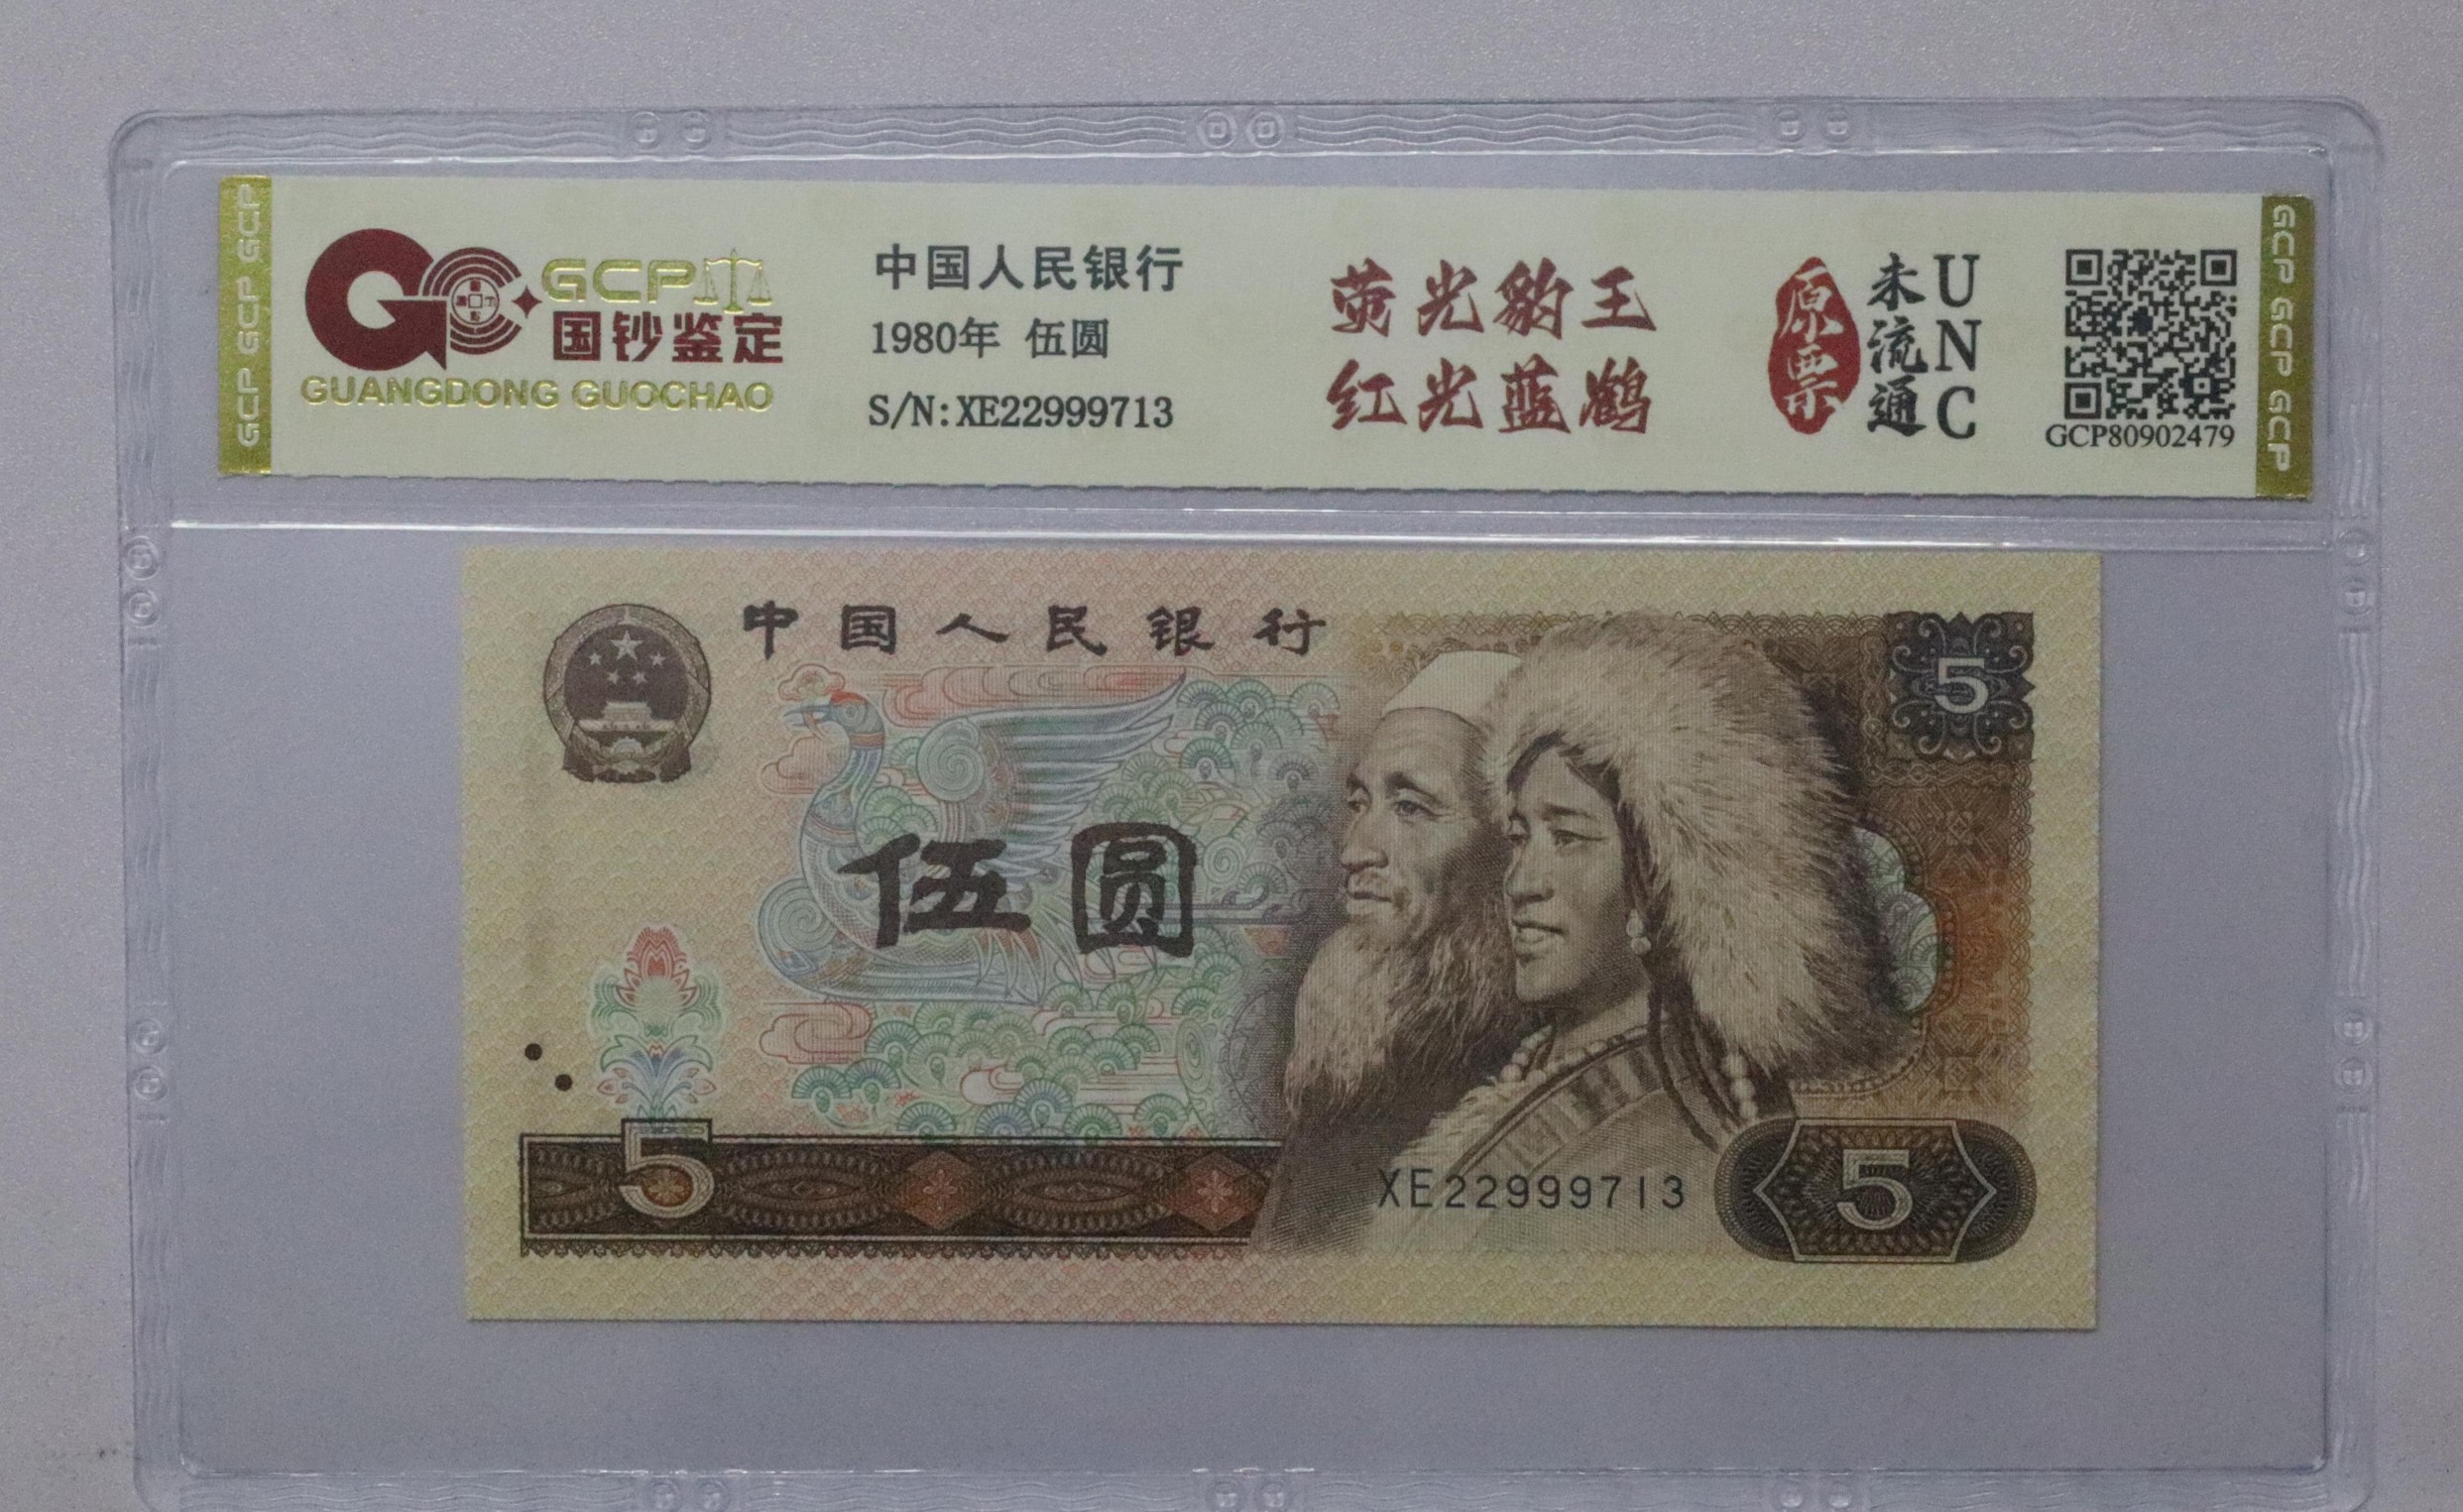 GCP GCP GCP
GCP
国钞鉴定
GUANGDONG GUOCHAO
中国人民银行
1980年 伍圆
S/N:XE22999713
荧光豹王
红光蓝鹤
原票
未流通
UNC
GCP80902479
GCP GCP GCP
中国人民银行
5
伍圆
5
XE22999713
5